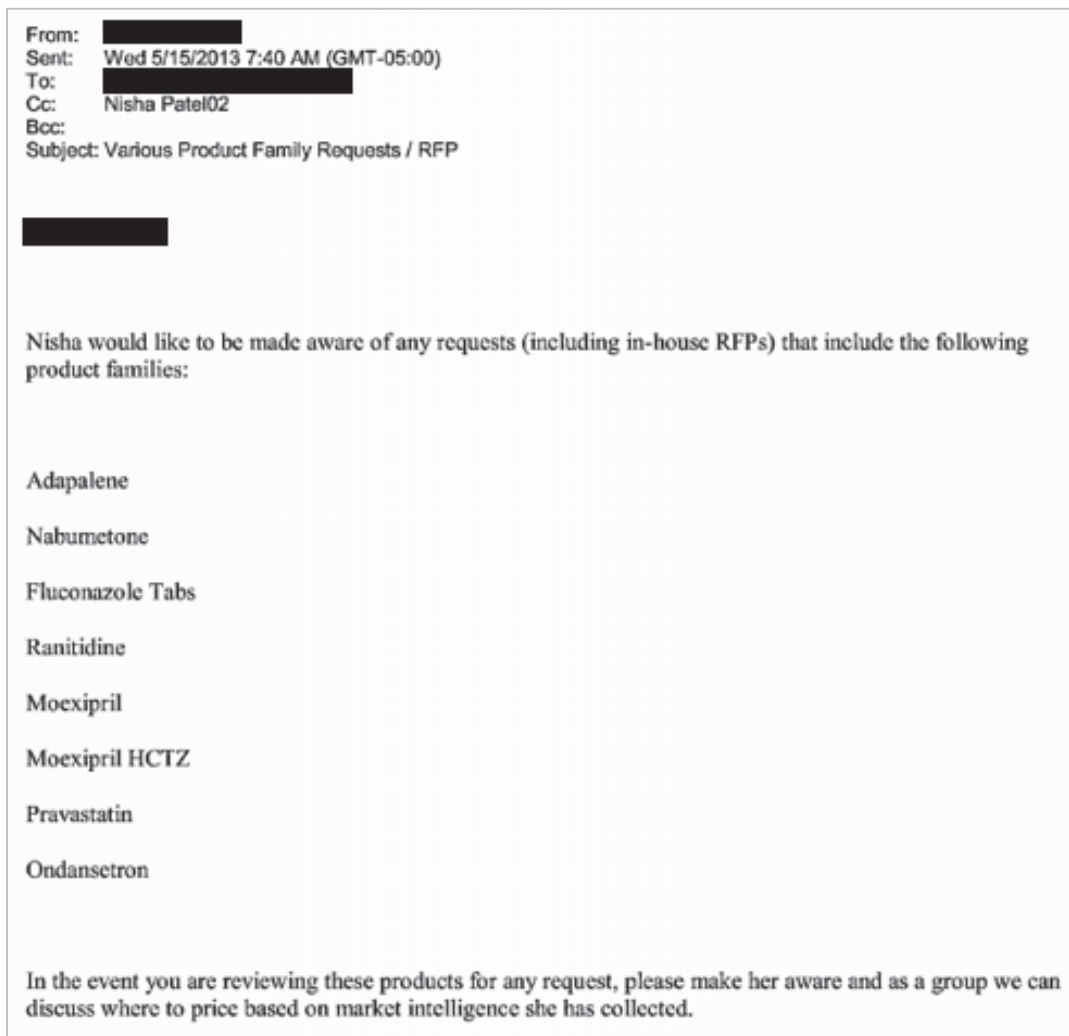 From:
Sent: Wed 5/15/2013 7:40 AM (GMT-05:00)
To:
Cc: Nisha Patel02
Bcc:
Subject: Various Product Family Requests / RFP
Nisha would like to be made aware of any requests (including in-house RFPs) that include the following
product families:
Adapalene
Nabumetone
Fluconazole Tabs
Ranitidine
Moexipril
Moexipril HCTZ
Pravastatin
Ondansetron
In the event you are reviewing these products for any request, please make her aware and as a group we can
discuss where to price based on market intelligence she has collected.